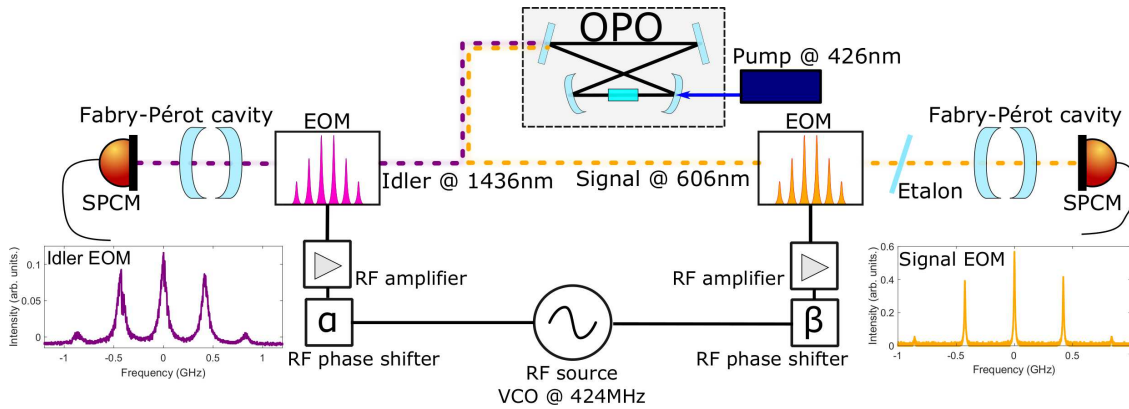 OPO
Pump @ 426nm
Fabry-Pérot cavity
EOM
SPCM
Idler @ 1436nm
Signal @ 606nm
EOM
Etalon
Fabry-Pérot cavity
SPCM
RF amplifier
α
RF phase shifter
RF source
VCO @ 424MHz
RF amplifier
β
RF phase shifter
Idler EOM
Intensity (arb. units.)
0.1
0.05
0
-1
-0.5
0
0.5
1
Frequency (GHz)
Signal EOM
Intensity (arb. units.)
0.6
0.4
0.2
0
-1
-0.5
0
0.5
Frequency (GHz)